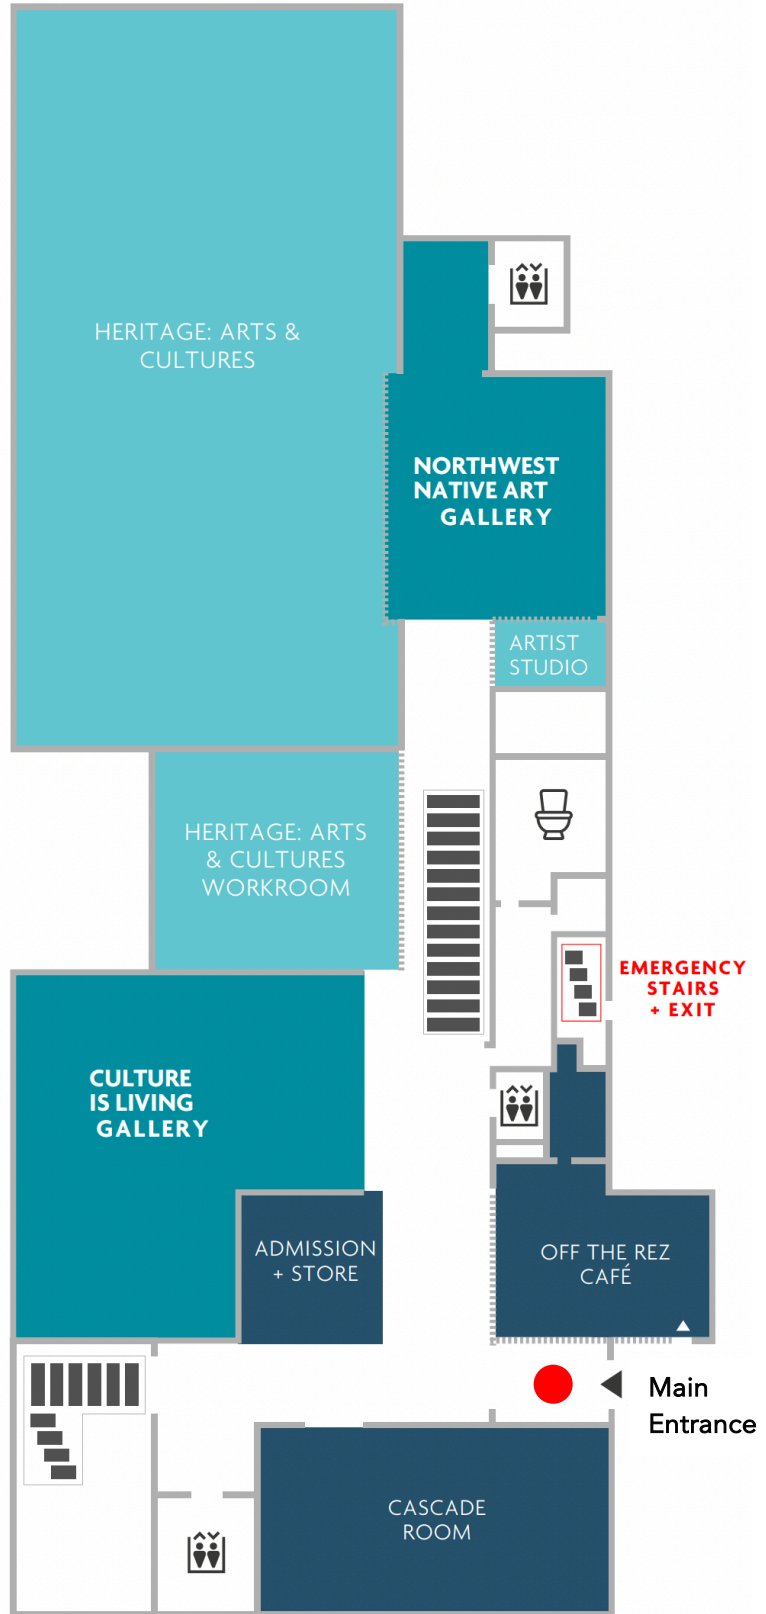 HERITAGE: ARTS &
CULTURES
NORTHWEST
NATIVE ART
GALLERY
ARTIST
STUDIO
HERITAGE: ARTS
& CULTURES
WORKROOM
EMERGENCY
STAIRS
+ EXIT
CULTURE
IS LIVING
GALLERY
ADMISSION
+ STORE
OFF THE REZ
CAFÉ
Main
Entrance
CASCADE
ROOM